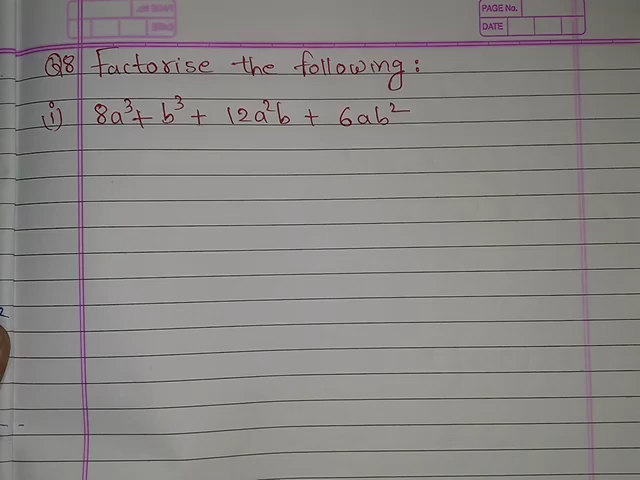 PAGE No.
DATE
Q8 Factorise the following:
i) 8a³ + b³ + 12a²b + 6ab²